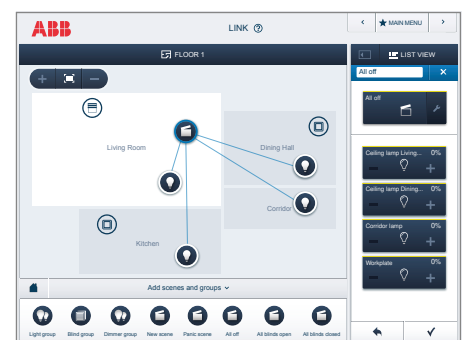 ABB
LINK ?
< ★ MAIN MENU >
FLOOR 1
LIST VIEW
All off ×
Living Room
Dining Hall
Corridor
Kitchen
All off
Ceiling lamp Living... 0%
Ceiling lamp Dining... 0%
Corridor lamp 0%
Workplate 0%
Add scenes and groups
Light group
Blind group
Dimmer group
New scene
Panic scene
All off
All blinds open
All blinds closed